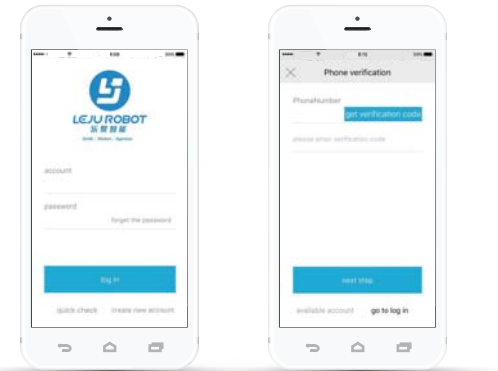 LEJU ROBOT
乐聚智能
account
password
forget the password
log in
quick check
create new account
Phone verification
PhoneNumber
get verification code
please enter verification code
next step
available account
go to log in